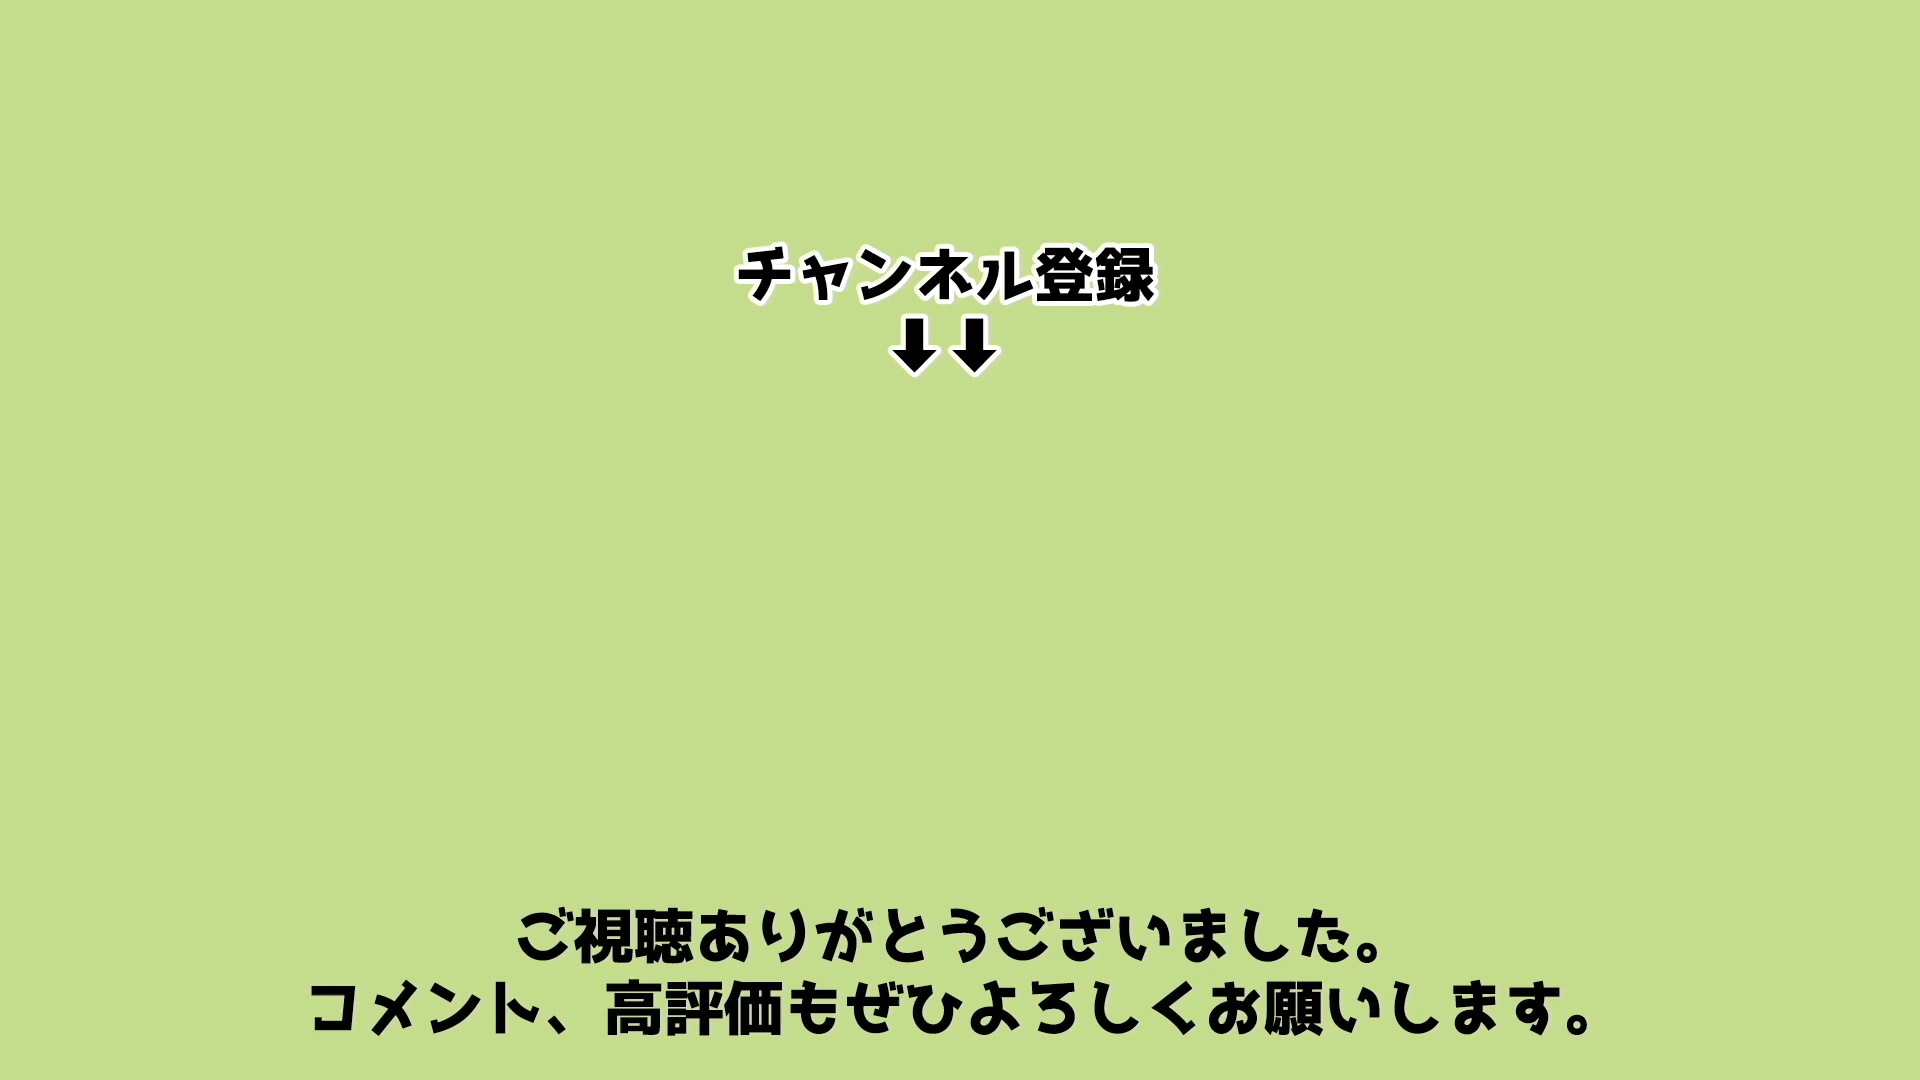 チャンネル登録
⬇⬇
ご視聴ありがとうございました。
コメント、高評価もぜひよろしくお願いします。